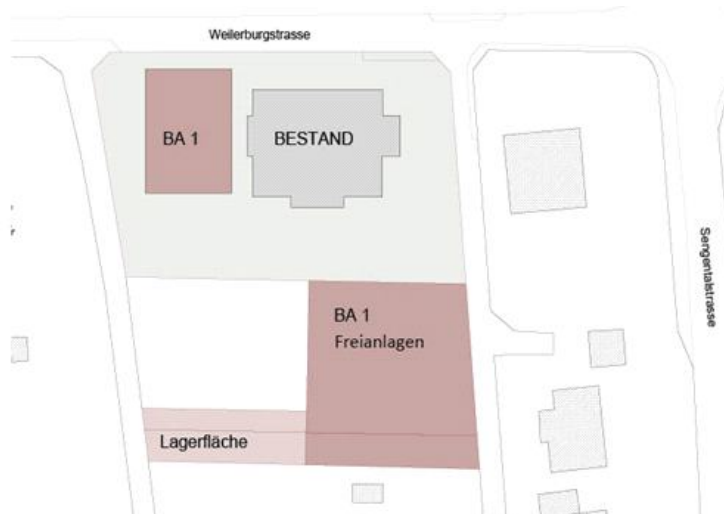 Weilerburgstrasse
BA 1
BESTAND
Sengentalstrasse
BA 1
Freianlagen
Lagerfläche